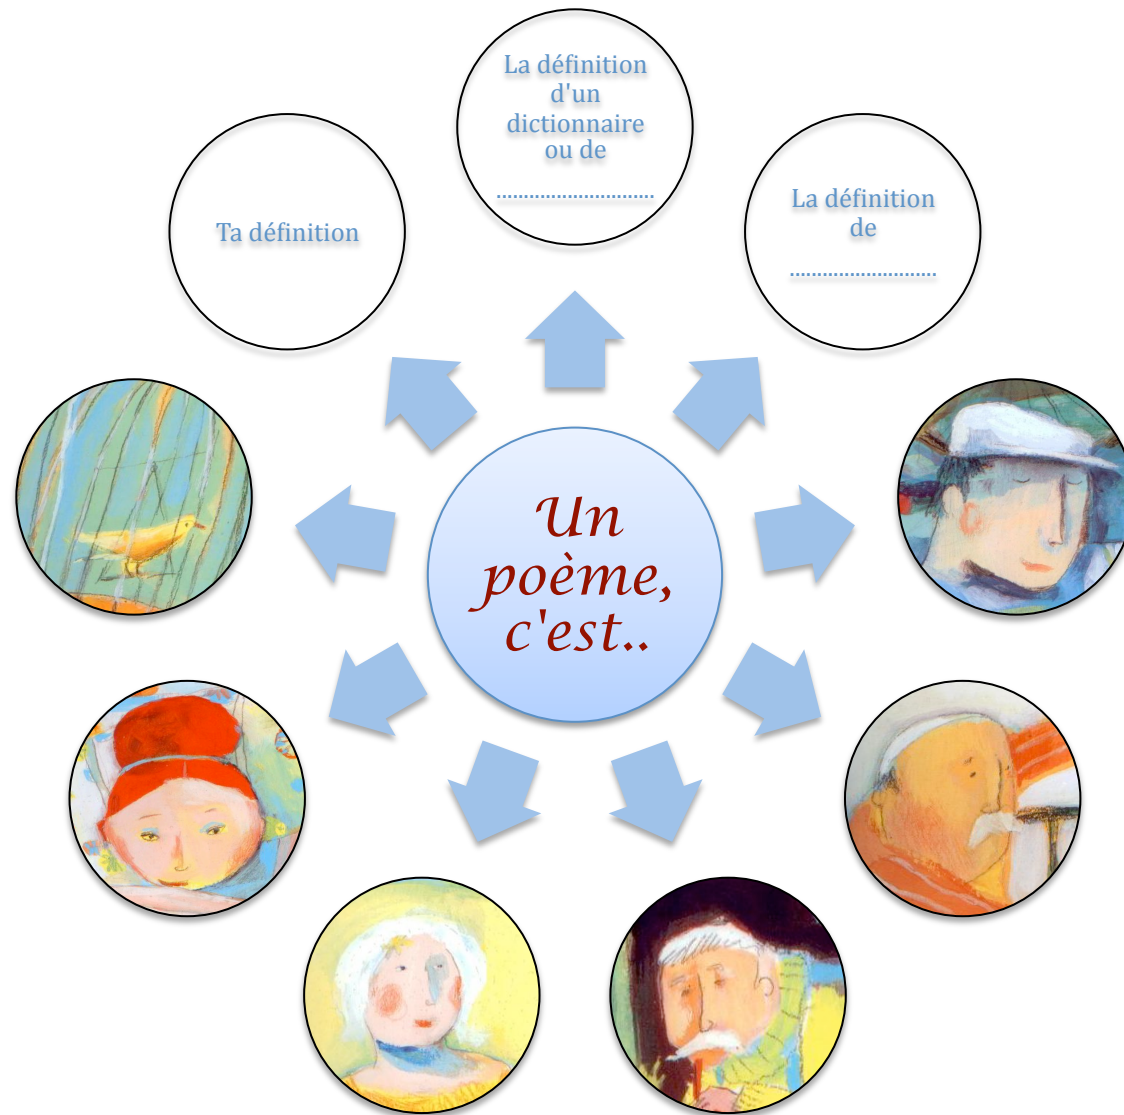 La définition
d'un
dictionnaire
ou de
..............................
La définition
de
............................
Ta définition
Un
poème,
c'est..